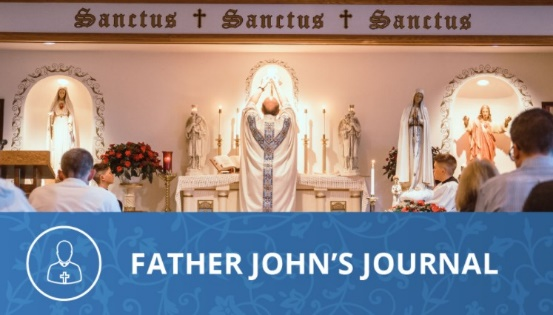 Sanctus ✝ Sanctus ✝ Sanctus
FATHER JOHN'S JOURNAL